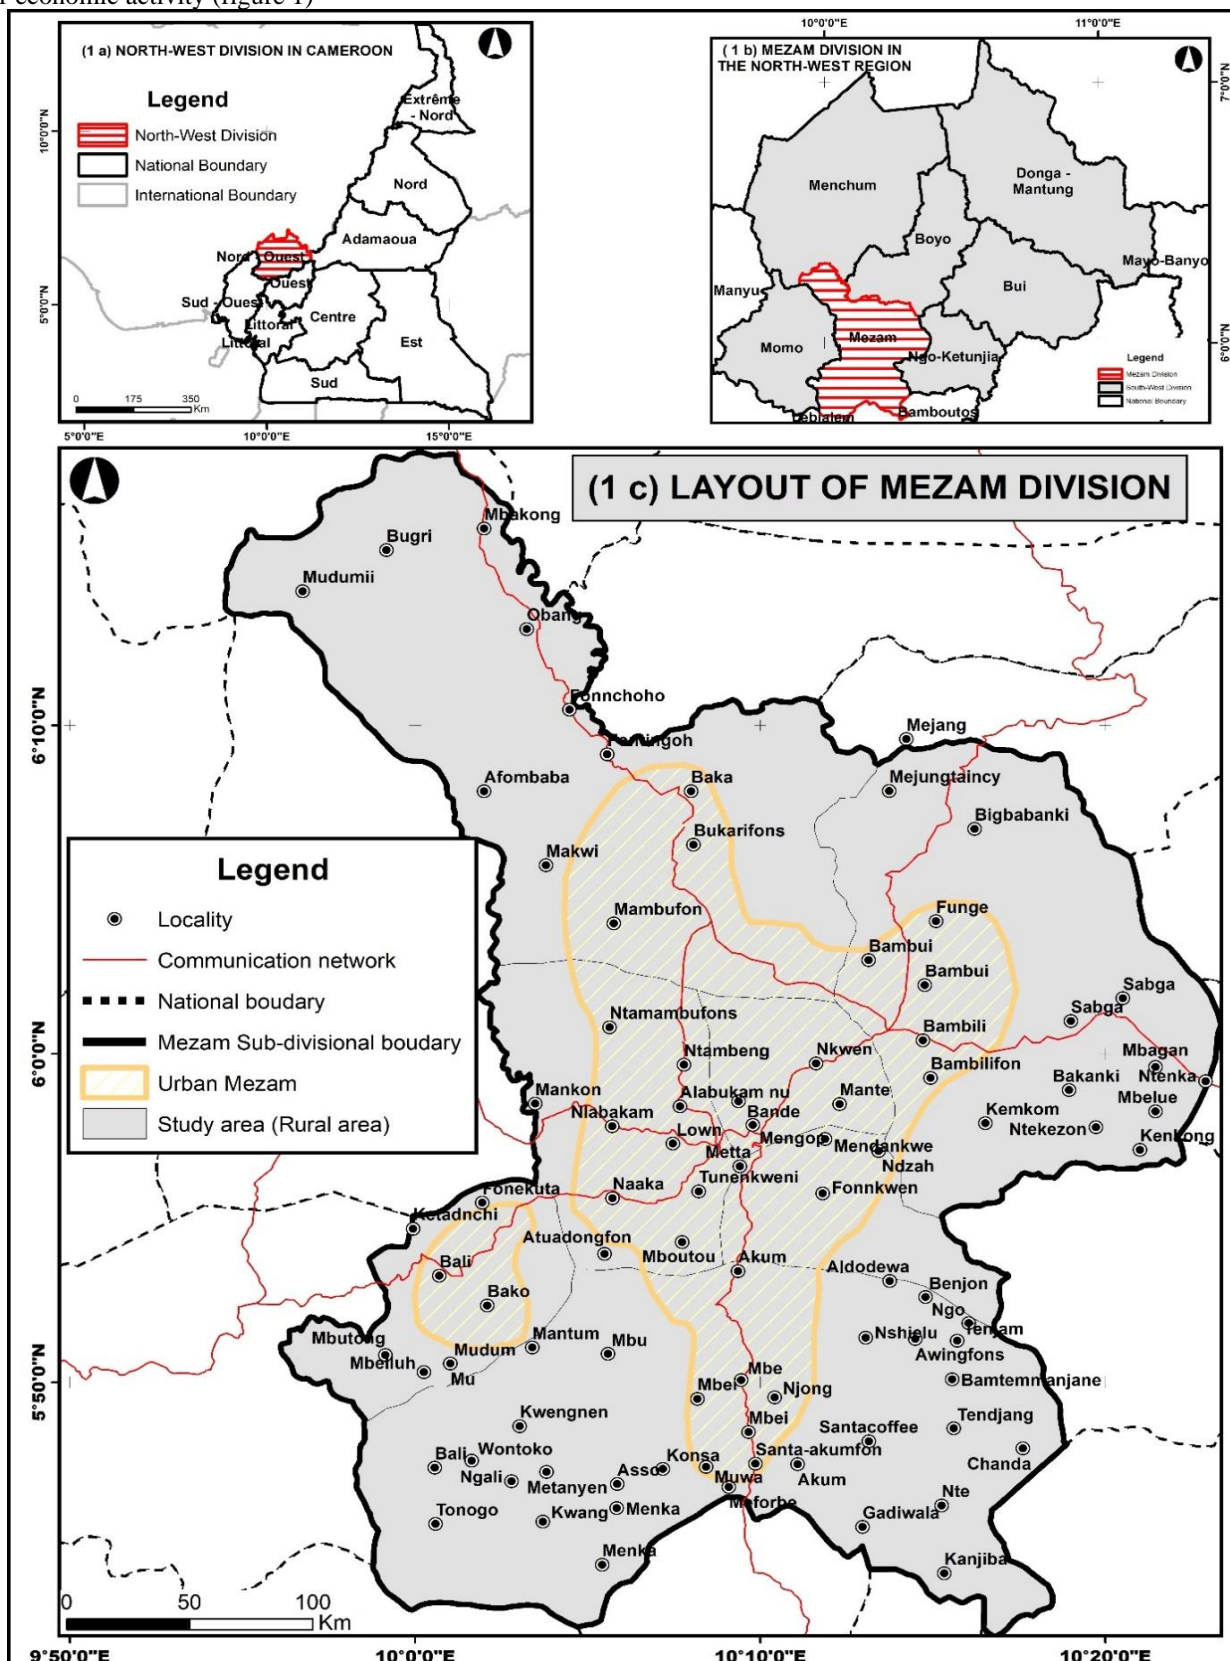 f economic activity (figure 1)
(1 a) NORTH-WEST DIVISION IN CAMEROON
Legend
North-West Division
National Boundary
International Boundary
Extrême
- Nord
Nord
Adamaoua
Nord - Ouest
Ouest
Sud - Ouest
Littoral
Littoral
Centre
Est
Sud
0 175 350
Km
10°0'0"N
5°0'0"N
5°0'0"E 10°0'0"E 15°0'0"E
10°0'0"E 11°0'0"E
( 1 b) MEZAM DIVISION IN
THE NORTH-WEST REGION
7°0'0"N
6°0'0"N
Menchum
Donga -
Mantung
Boyo
Mayo-Banyo
Bui
Manyu
Momo
Mezam
Ngo-Ketunjia
Lebialem
Bamboutos
Legend
Mezam Division
South-West Division
National Boundary
(1 c) LAYOUT OF MEZAM DIVISION
Mbakong
Bugri
Mudumii
Obang
Fonnchoho
6°10'0"N
Mejang
Afombaba
Baka
Mejungtaincy
Bigbabanki
Bukarifons
Makwi
Mambufon
Funge
Bambui
Bambui
Sabga
Sabga
Ntamambufons
Bambili
6°0'0"N
Ntambeng
Nkwen
Bambilifon
Mbagan
Ntenka
Bakanki
Mbelue
Mankon
Alabukam nu
Mante
Bande
Kemkom
Ntekezon
Kenkong
Lown
Mengop
Mendankwe
Metta
Ndzah
Tunenkweni
Naaka
Fonnkwen
Fonekuta
Ketadnchi
Atuadongfon
Mboutou
Akum
Aldodewa
Bali
Benjon
Bako
Ngo
Mbutong
Mantum
Mbu
Nshielu
Awingfons
Mudum
Mu
Mbe
5°50'0"N
Mbei
Njong
Bamtemmanjane
Kwengnen
Mbei
Santacoffee
Tendjang
Bali
Wontoko
Konsa
Santa-akumfon
Chanda
Ngali
Metanyen
Asso
Muwa
Akum
Meforbe
Nte
Tonogo
Kwang
Menka
Gadiwala
Menka
Kanjiba
Legend
Locality
Communication network
National boudary
Mezam Sub-divisional boudary
Urban Mezam
Study area (Rural area)
0 50 100
Km
9°50'0"E 10°0'0"E 10°10'0"E 10°20'0"E